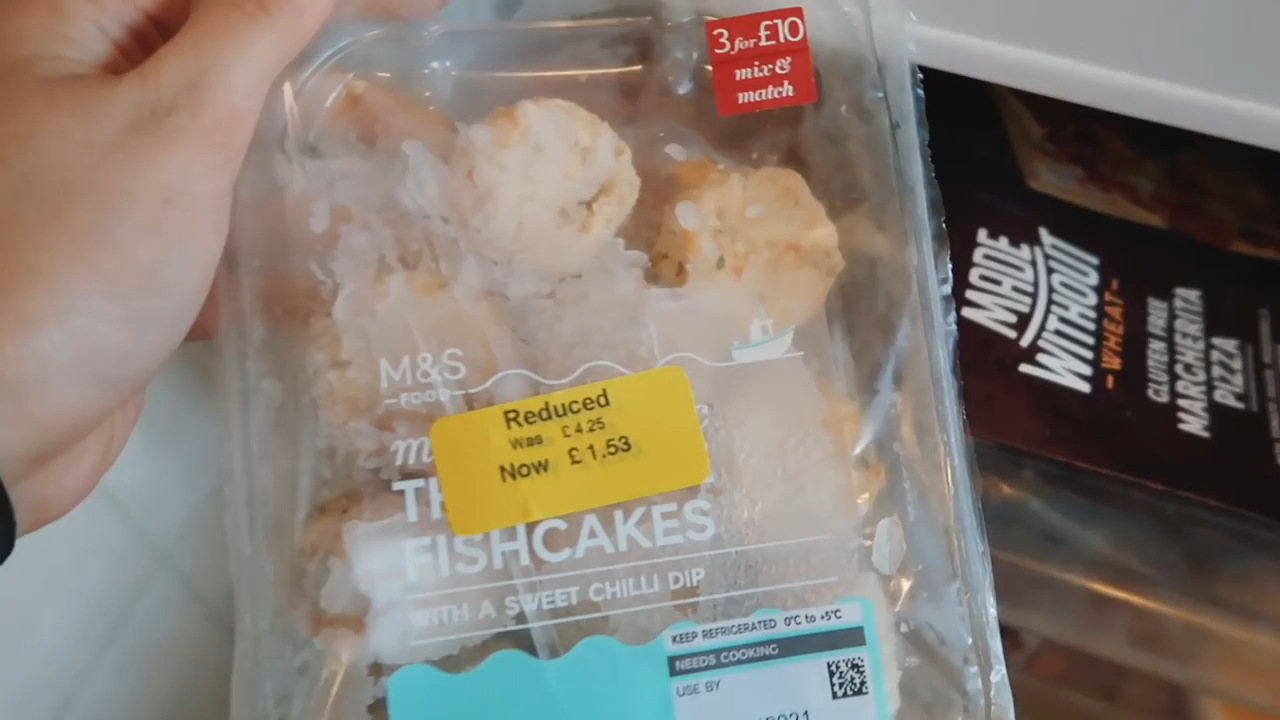 3 for £10
mix &
match
M&S
FOOD
Reduced
Was £4.25
Now £1.53
FISHCAKES
WITH A SWEET CHILLI DIP
KEEP REFRIGERATED 0°C to +5°C
NEEDS COOKING
USE BY
MADE
WITHOUT
-WHEAT-
GLUTEN FREE
MARGHERITA
PIZZA